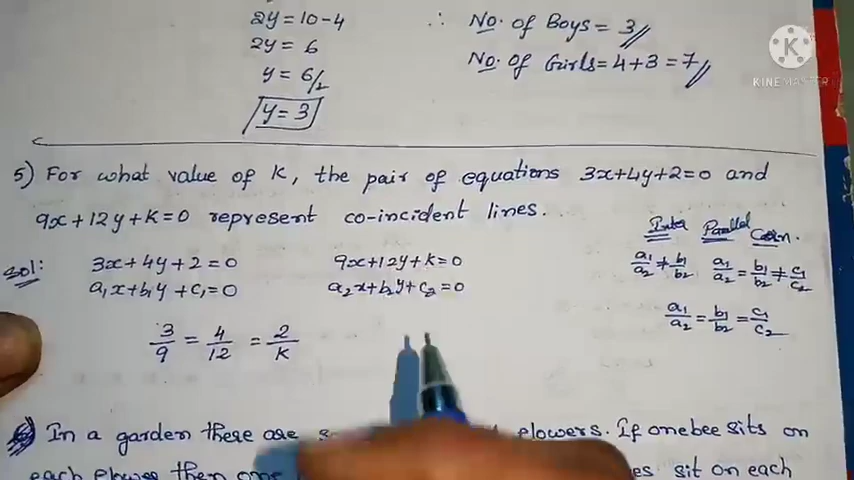 2y = 10-4
2y = 6
y = 6/2
y = 3
∴ No. of Boys = 3//
No. of Girls = 4+3 = 7//
KINEMASTER
5) For what value of K, the pair of equations 3x+4y+2=0 and
9x+12y+K=0 represent co-incident lines.
Sol: 3x+4y+2=0 9x+12y+k=0
a₁x+b₁y+c₁=0 a₂x+b₂y+c₂=0
3/9 = 4/12 = 2/K
Inter Parallel Coin.
a₁/a₂ ≠ b₁/b₂ a₁/a₂ = b₁/b₂ ≠ c₁/c₂
a₁/a₂ = b₁/b₂ = c₁/c₂
6) In a garden there are flowers. If one bee sits on
each then one sit on each